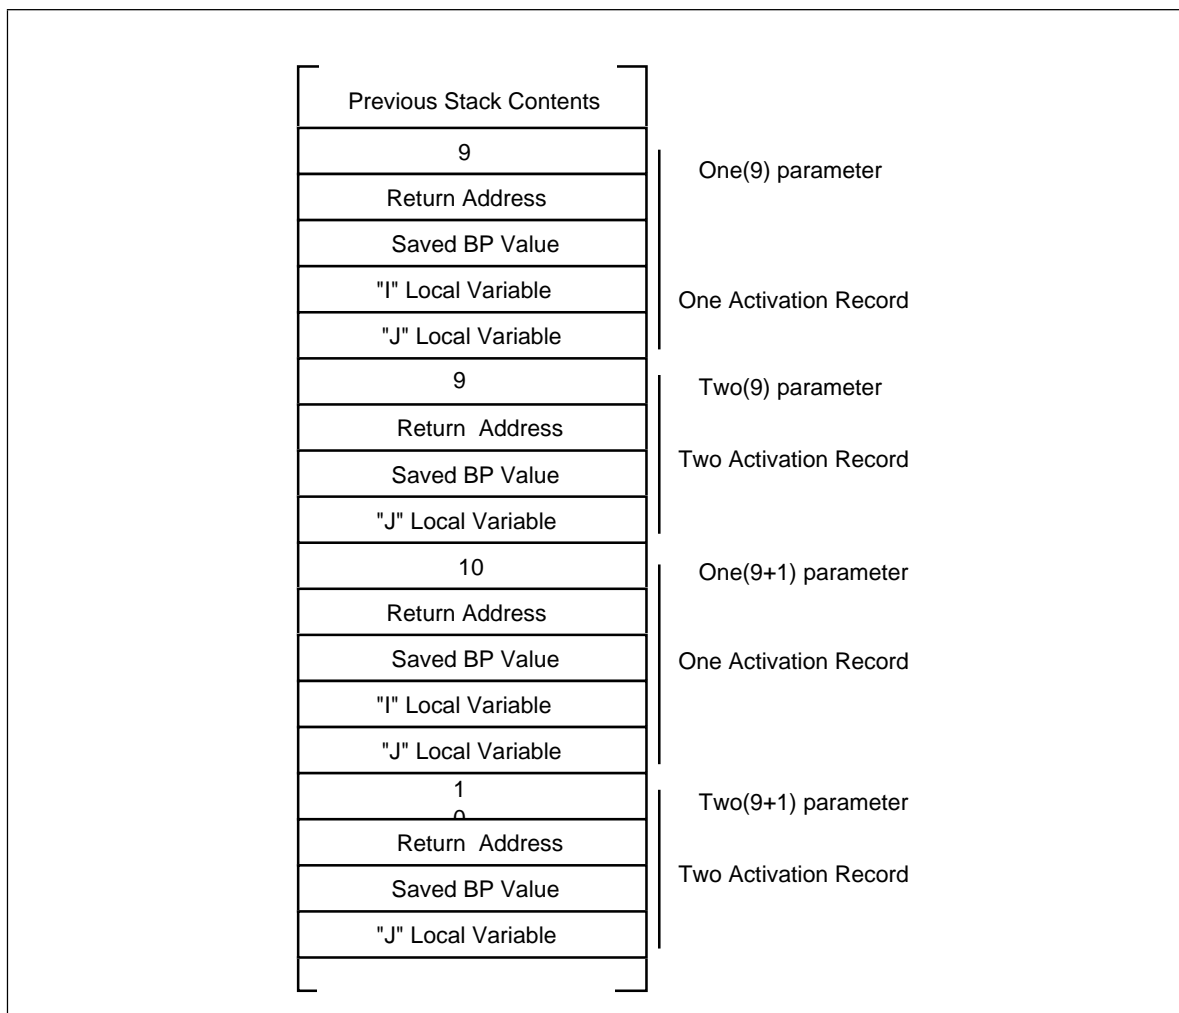 Previous Stack Contents
9
One(9) parameter
Return Address
Saved BP Value
"I" Local Variable
One Activation Record
"J" Local Variable
9
Two(9) parameter
Return  Address
Two Activation Record
Saved BP Value
"J" Local Variable
10
One(9+1) parameter
Return Address
Saved BP Value
One Activation Record
"I" Local Variable
"J" Local Variable
1
0
Two(9+1) parameter
Return  Address
Two Activation Record
Saved BP Value
"J" Local Variable